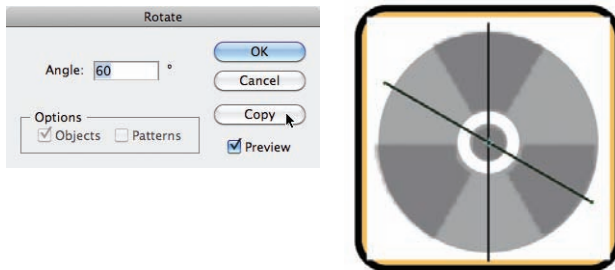 Rotate
Angle: 60 °
OK
Cancel
Copy
Options
Objects Patterns
Preview